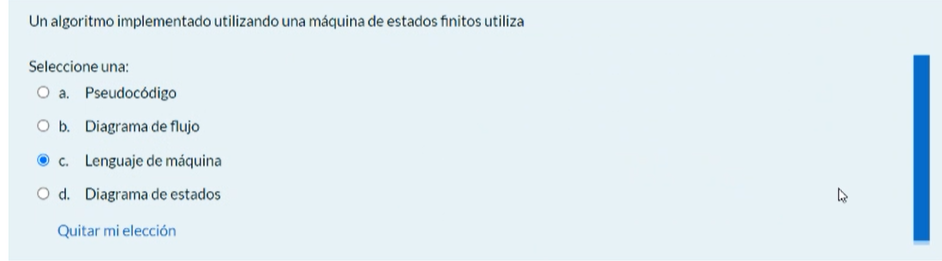 Un algoritmo implementado utilizando una máquina de estados finitos utiliza
Seleccione una:
a. Pseudocódigo
b. Diagrama de flujo
c. Lenguaje de máquina
d. Diagrama de estados
Quitar mi elección